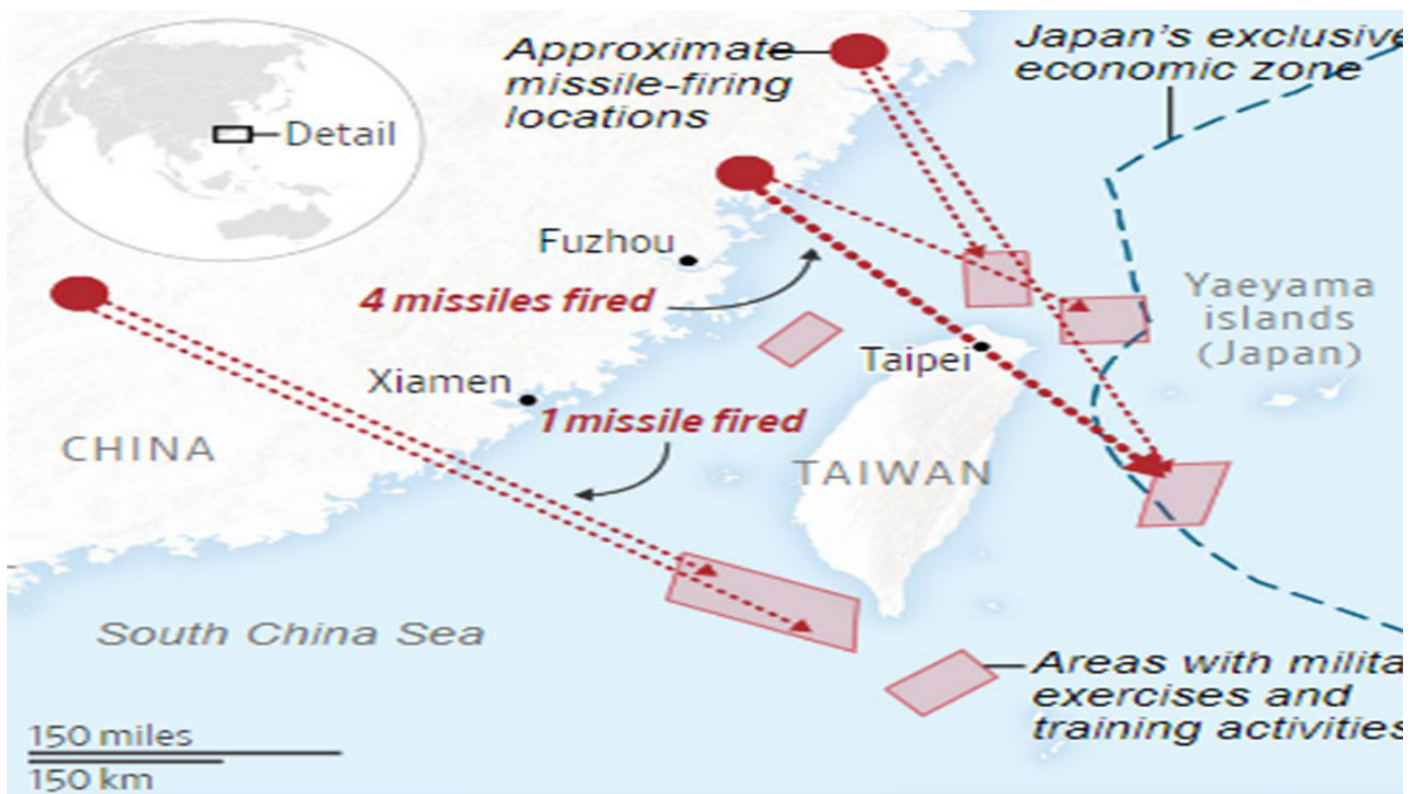 Approximate
missile-firing
locations
Japan's exclusive
economic zone
Detail
Fuzhou
4 missiles fired
Yaeyama
islands
(Japan)
Taipei
Xiamen
1 missile fired
CHINA
TAIWAN
South China Sea
Areas with milita
exercises and
training activities
150 miles
150 km